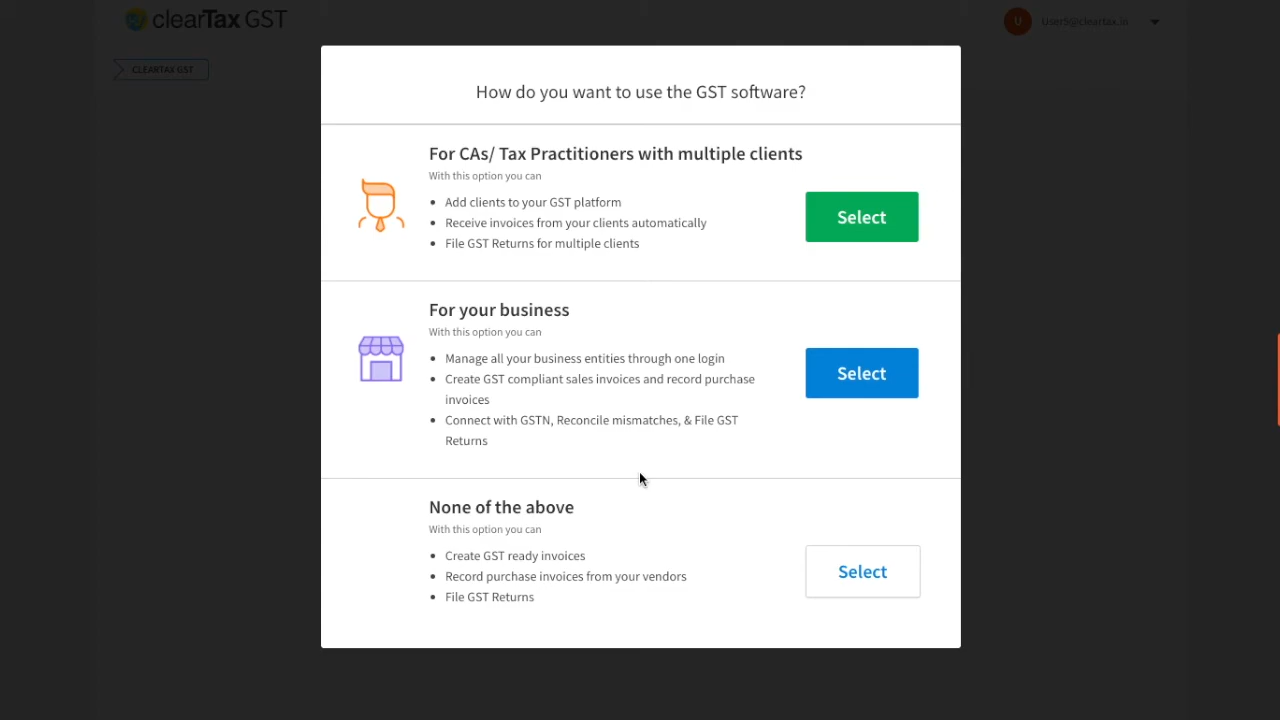 clearTax GST
U
User5@cleartax.in
CLEARTAX GST
How do you want to use the GST software?
For CAs/ Tax Practitioners with multiple clients
With this option you can
Add clients to your GST platform
Receive invoices from your clients automatically
File GST Returns for multiple clients
Select
For your business
With this option you can
Manage all your business entities through one login
Create GST compliant sales invoices and record purchase
invoices
Connect with GSTN, Reconcile mismatches, & File GST
Returns
Select
None of the above
With this option you can
Create GST ready invoices
Record purchase invoices from your vendors
File GST Returns
Select